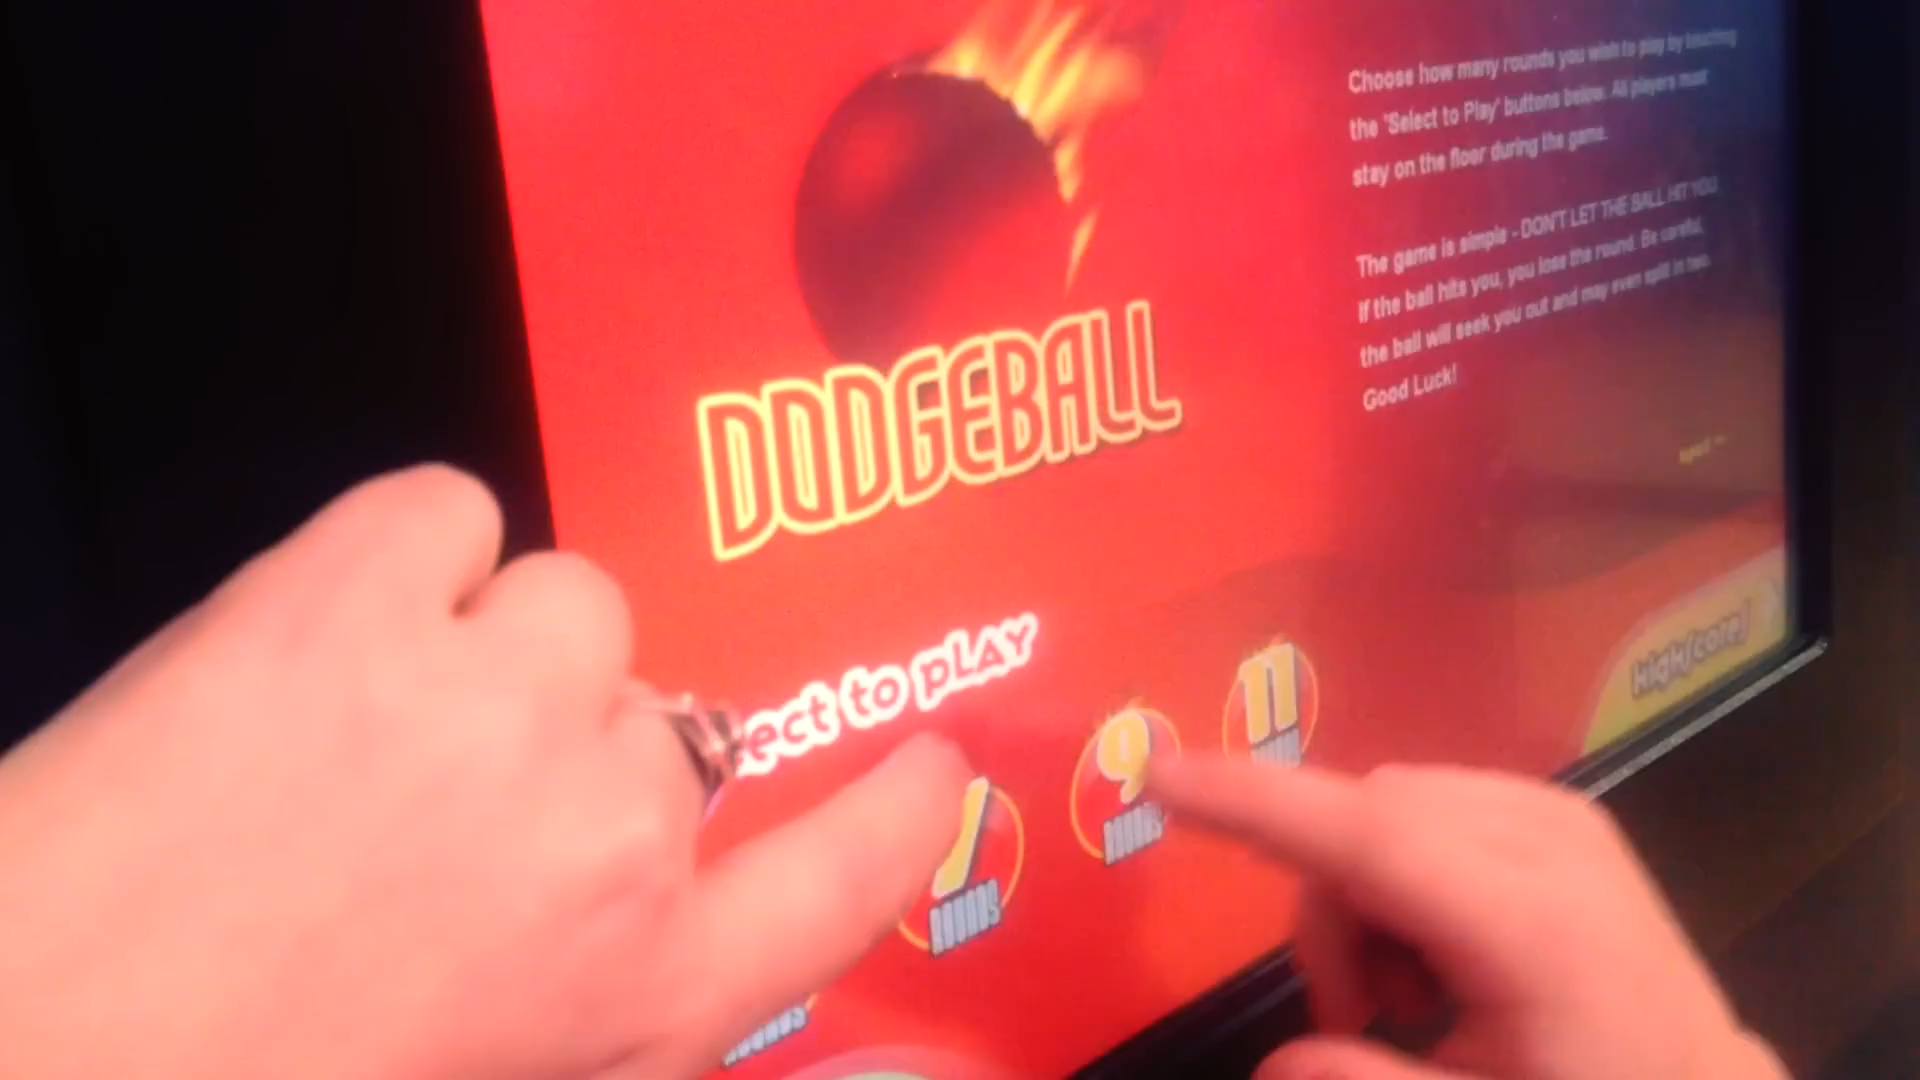 Choose how many rounds you wish to play by touching
the 'Select to Play' buttons below. All players must
stay on the floor during the game.
The game is simple - DON'T LET THE BALL HIT YOU.
If the ball hits you, you lose the round. Be careful,
the ball will seek you out and may even split in two.
Good Luck!
DODGEBALL
ect to pLAY
7
ROUNDS
9
11
ROUNDS
highscores